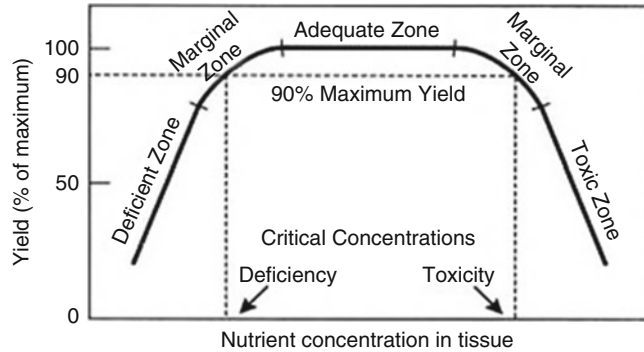 Marginal Zone
Adequate Zone
Marginal Zone
100
90
90% Maximum Yield
Deficient Zone
Toxic Zone
50
Yield (% of maximum)
Critical Concentrations
Deficiency
Toxicity
0
Nutrient concentration in tissue